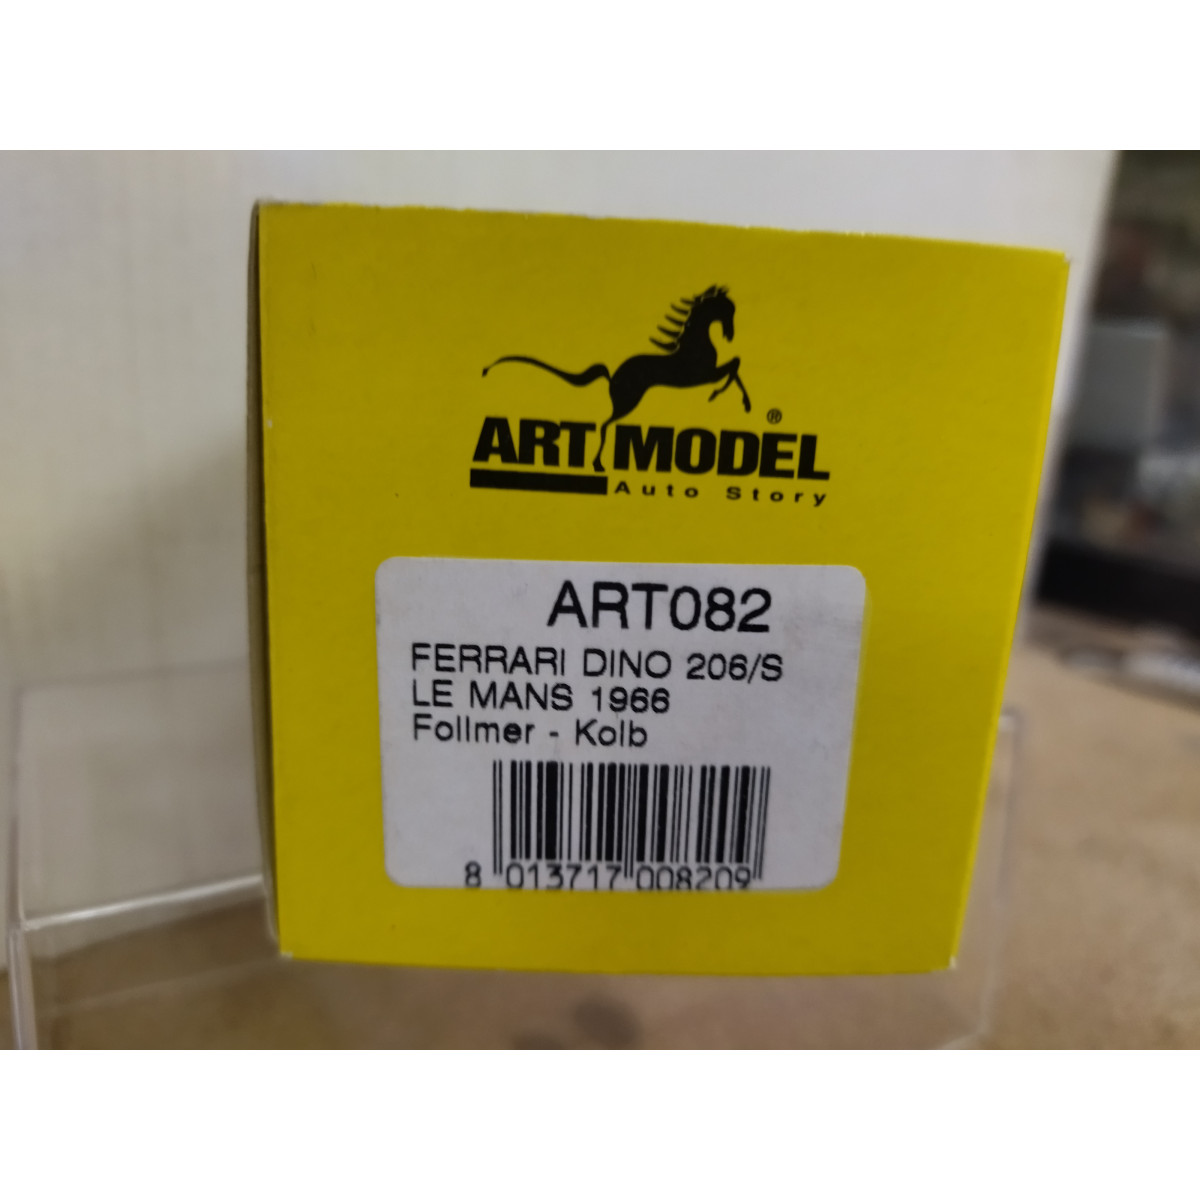 ART MODEL ®
Auto Story
ART082
FERRARI DINO 206/S
LE MANS 1966
Follmer - Kolb
8 013717 008209